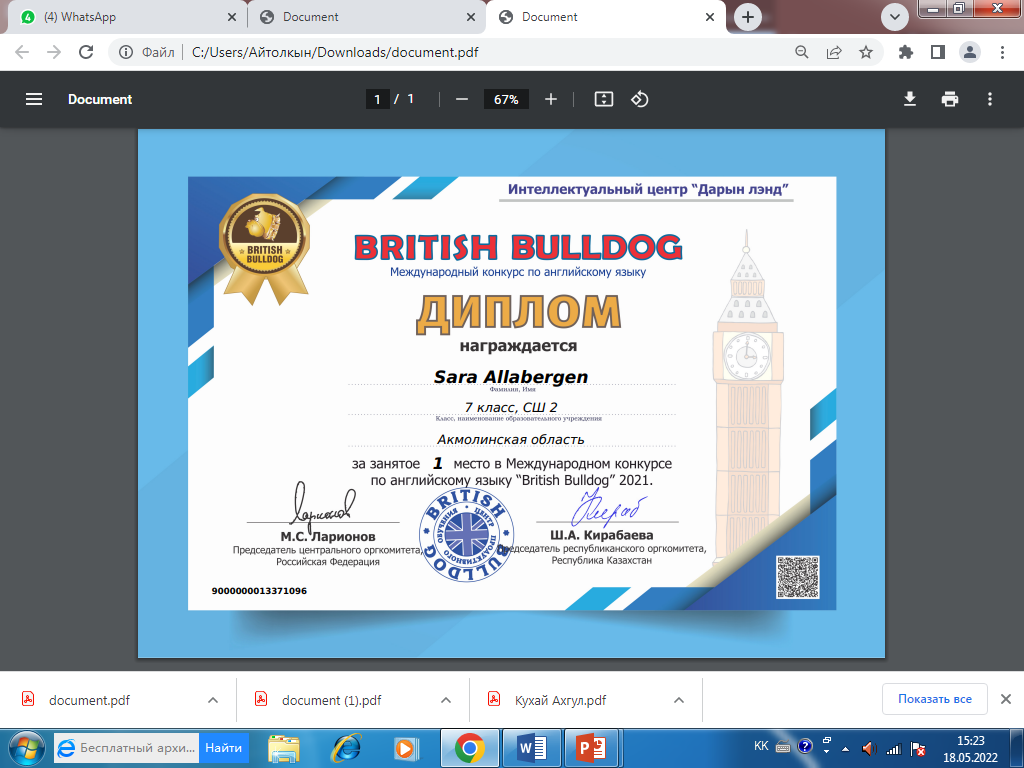 (4) WhatsApp
Document
Document
Файл
C:/Users/Айтолкын/Downloads/document.pdf
Document
1 / 1
67%
Интеллектуальный центр “Дарын лэнд”
BRITISH BULLDOG
BRITISH BULLDOG
Международный конкурс по английскому языку
ДИПЛОМ
награждается
Sara Allabergen
Фамилия, Имя
7 класс, СШ 2
Класс, наименование образовательного учреждения
Акмолинская область
за занятое 1 место в Международном конкурсе
по английскому языку “British Bulldog” 2021.
BRITISH BULLDOG
ЦЕНТР ПРОДУКТИВНОГО ОБУЧЕНИЯ
М.С. Ларионов
Председатель центрального оргкомитета,
Российская Федерация
Ш.А. Кирабаева
председатель республиканского оргкомитета,
Республика Казахстан
9000000013371096
document.pdf
document (1).pdf
Кухай Ахгул.pdf
Показать все
Бесплатный архи...
Найти
KK
15:23
18.05.2022